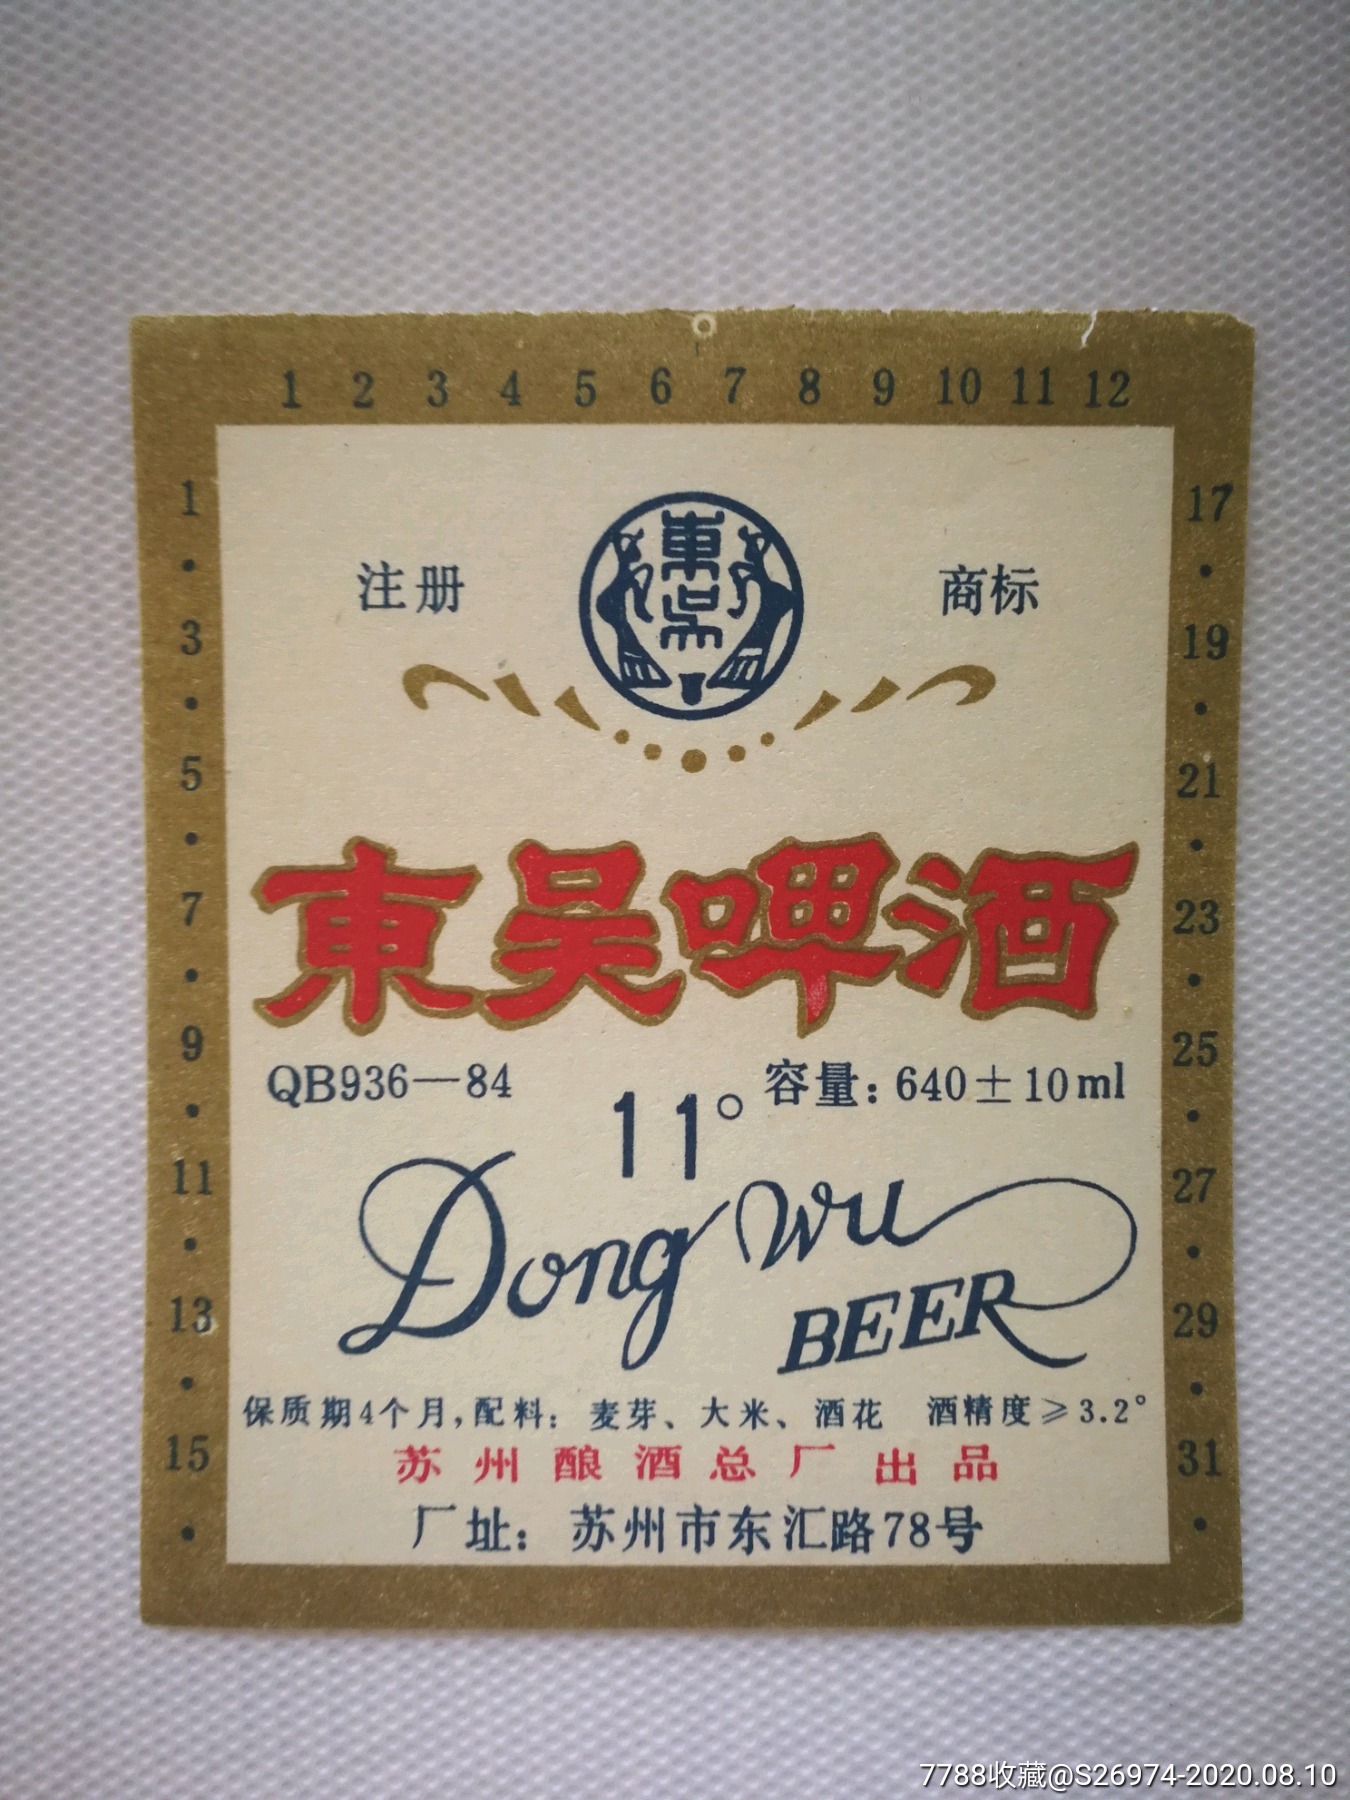 1 2 3 4 5 6 7 8 9 10 11 12
1 · 3 · 5 · 7 · 9 · 11 · 13 · 15 ·
17 · 19 · 21 · 23 · 25 · 27 · 29 · 31 ·
注册 商标
東吴
東吴啤酒
QB936—84 容量：640±10ml
11°
Dong Wu
BEER
保质期4个月，配料：麦芽、大米、酒花 酒精度≥3.2°
苏州酿酒总厂出品
厂址：苏州市东汇路78号
7788收藏@S26974-2020.08.10